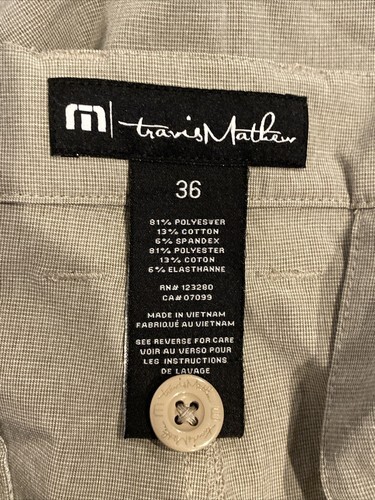 travisMathew
36
81% POLYESWER
13% COTTON
6% SPANDEX
81% POLYESTER
13% COTON
6% ELASTHANNE
RN# 123280
CA# 07099
MADE IN VIETNAM
FABRIQUÉ AU VIETNAM
SEE REVERSE FOR CARE
VOIR AU VERSO POUR
LES INSTRUCTIONS
DE LAVAGE